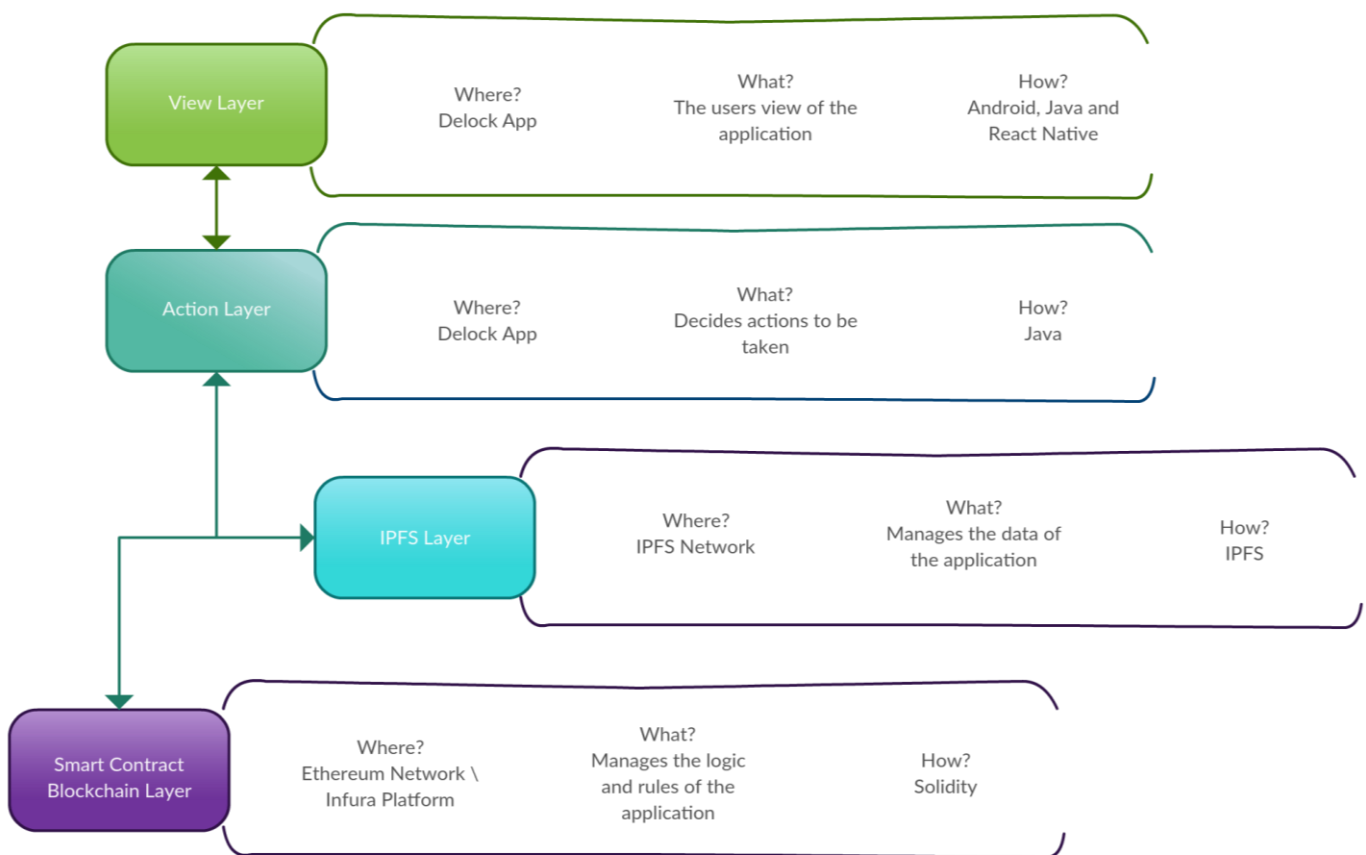 View Layer
Where?
Delock App
What?
The users view of the
application
How?
Android, Java and
React Native
Action Layer
Where?
Delock App
What?
Decides actions to be
taken
How?
Java
IPFS Layer
Where?
IPFS Network
What?
Manages the data of
the application
How?
IPFS
Smart Contract
Blockchain Layer
Where?
Ethereum Network \
Infura Platform
What?
Manages the logic
and rules of the
application
How?
Solidity